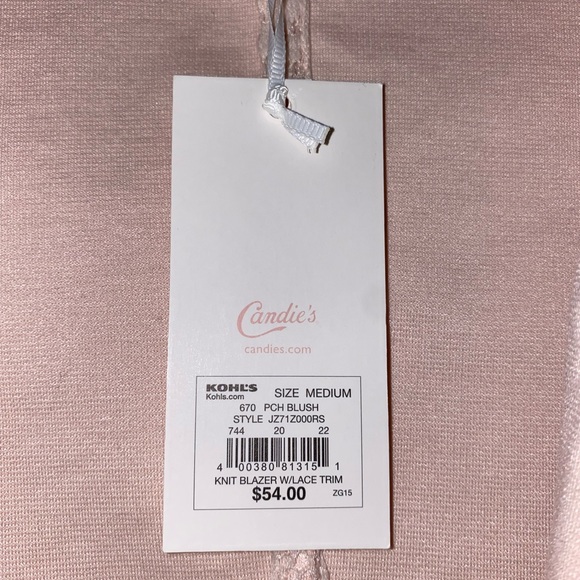 Candie's
candies.com
KOHL'S SIZE MEDIUM
Kohls.com
670 PCH BLUSH
STYLE JZ71Z000RS
744 20 22
4 00380 81315 1
KNIT BLAZER W/LACE TRIM
$54.00 ZG15